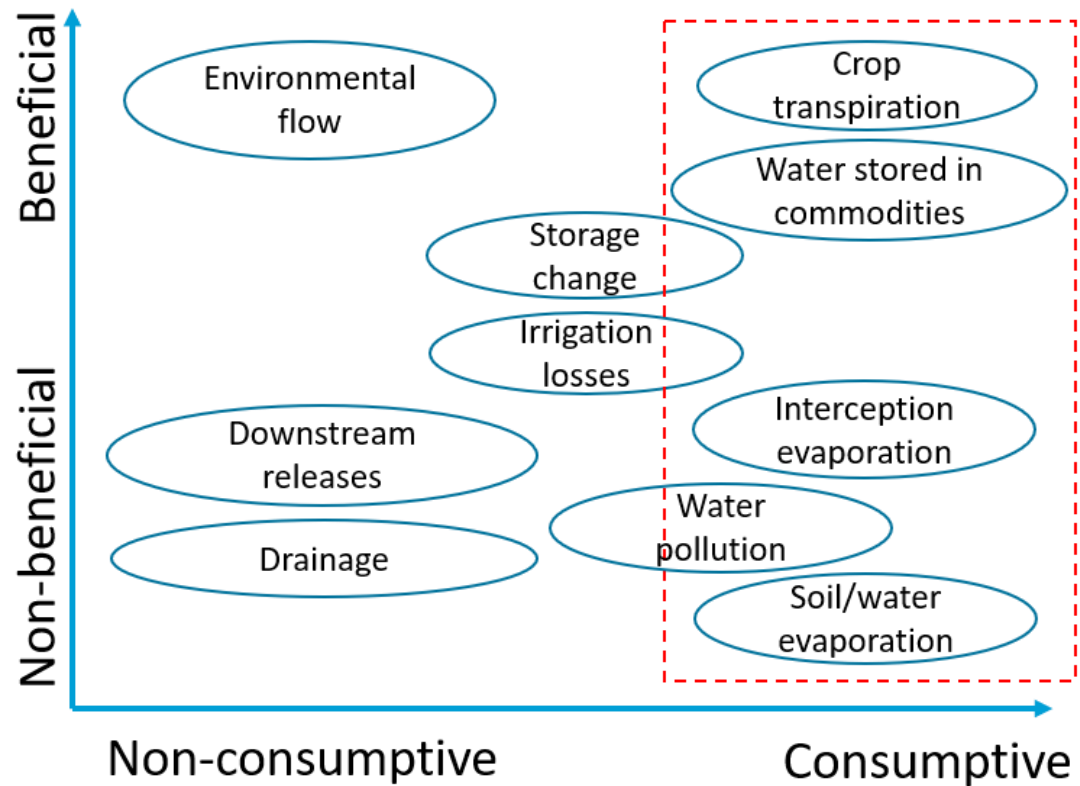 Beneficial
Non-beneficial
Environmental
flow
Crop
transpiration
Water stored in
commodities
Storage
change
Irrigation
losses
Interception
evaporation
Downstream
releases
Water
pollution
Drainage
Soil/water
evaporation
Non-consumptive
Consumptive